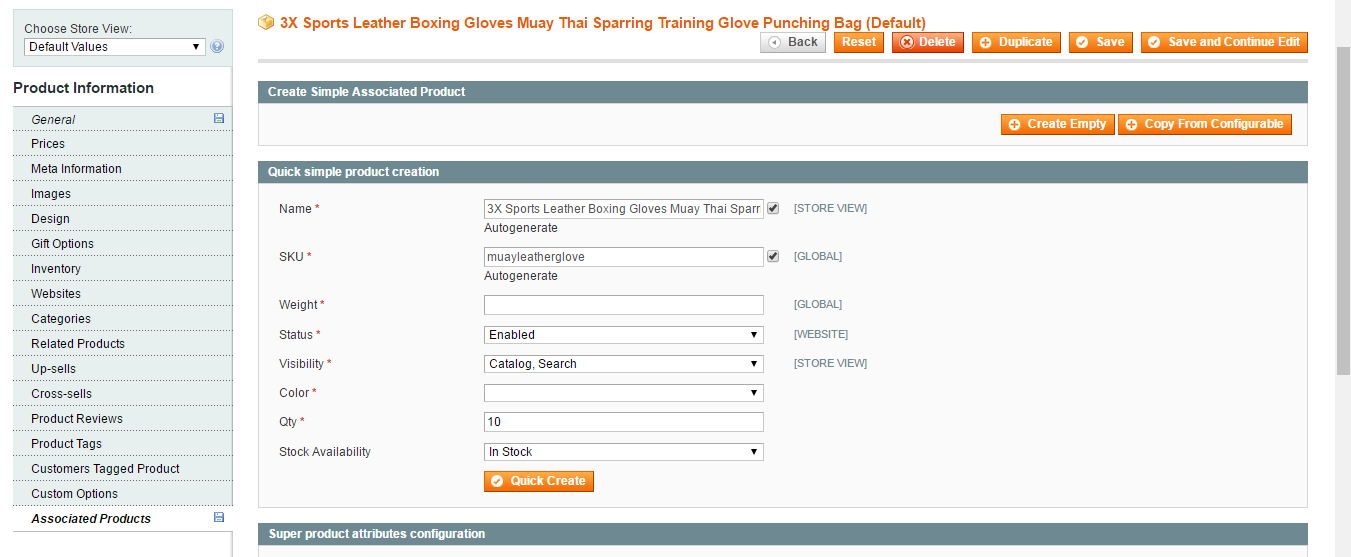 Choose Store View:
Default Values
Product Information
General
Prices
Meta Information
Images
Design
Gift Options
Inventory
Websites
Categories
Related Products
Up-sells
Cross-sells
Product Reviews
Product Tags
Customers Tagged Product
Custom Options
Associated Products
3X Sports Leather Boxing Gloves Muay Thai Sparring Training Glove Punching Bag (Default)
Back Reset Delete Duplicate Save Save and Continue Edit
Create Simple Associated Product
Create Empty Copy From Configurable
Quick simple product creation
Name * 3X Sports Leather Boxing Gloves Muay Thai Sparr [STORE VIEW]
Autogenerate
SKU * muayleatherglove [GLOBAL]
Autogenerate
Weight * [GLOBAL]
Status * Enabled [WEBSITE]
Visibility * Catalog, Search [STORE VIEW]
Color *
Qty * 10
Stock Availability In Stock
Quick Create
Super product attributes configuration